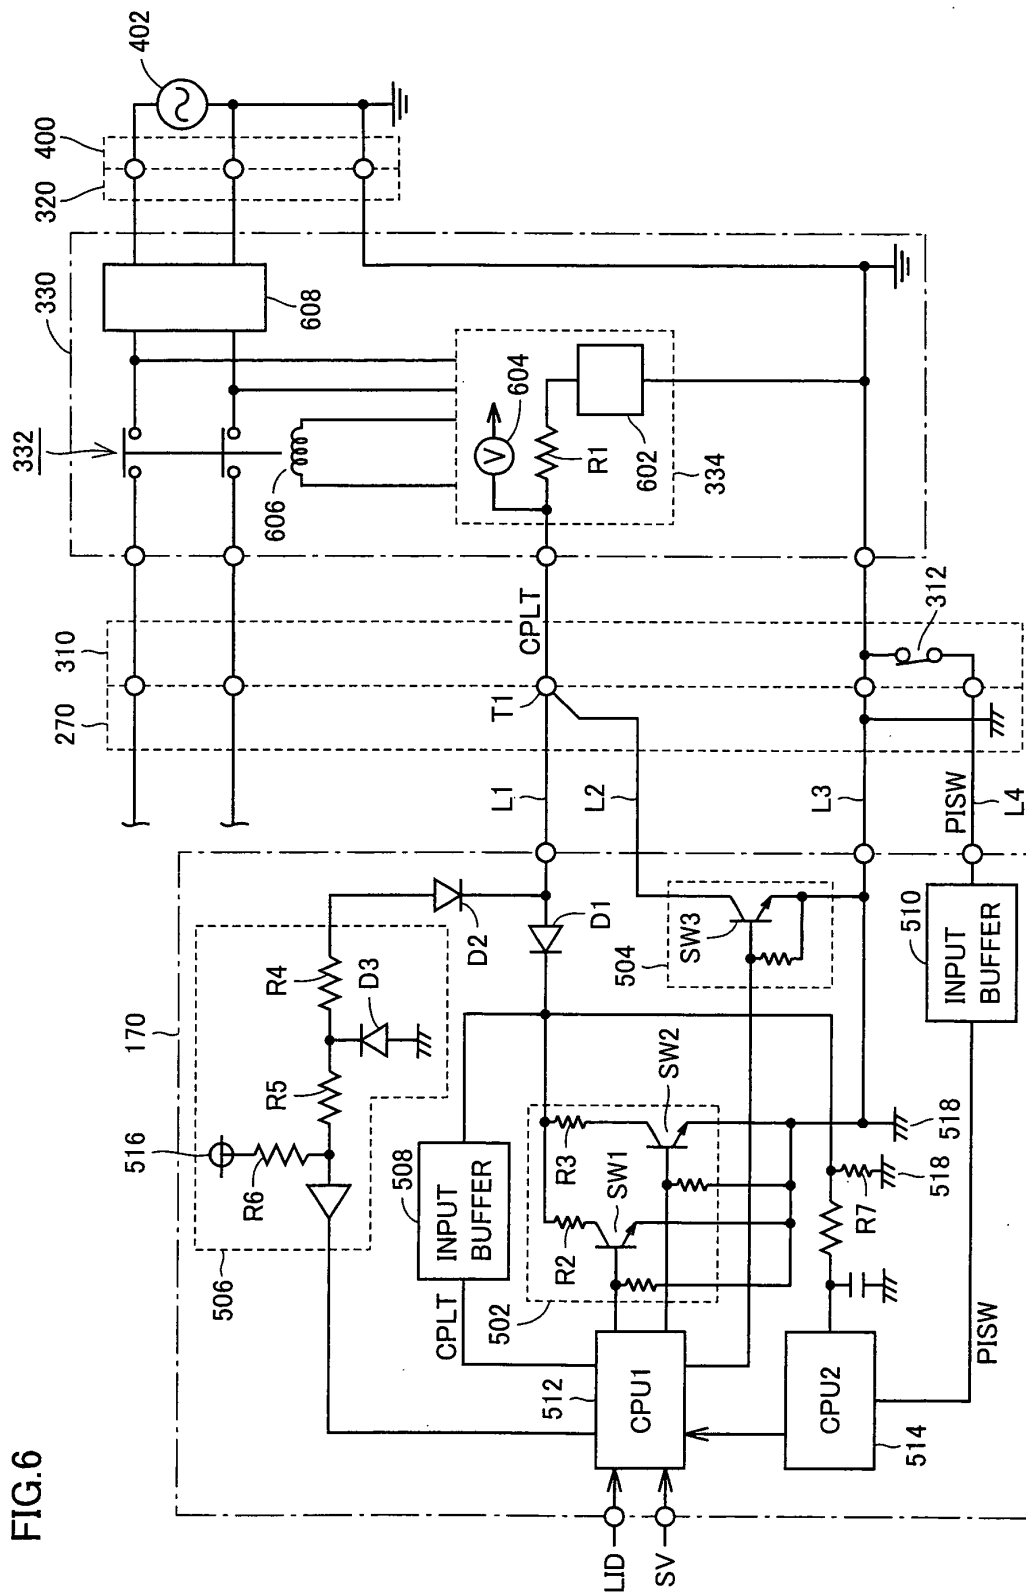 FIG.6
402
400
320
330
608
332
606
604
R1
602
334
312
310
CPLT
270
T1
L1
L2
L3
PISW
L4
170
D2
D1
R4
D3
R5
516
R6
506
508
INPUT
BUFFER
CPLT
504
SW3
510
INPUT
BUFFER
SW2
R3
SW1
R2
502
518
518
R7
512
CPU1
CPU2
514
PISW
LID
SV